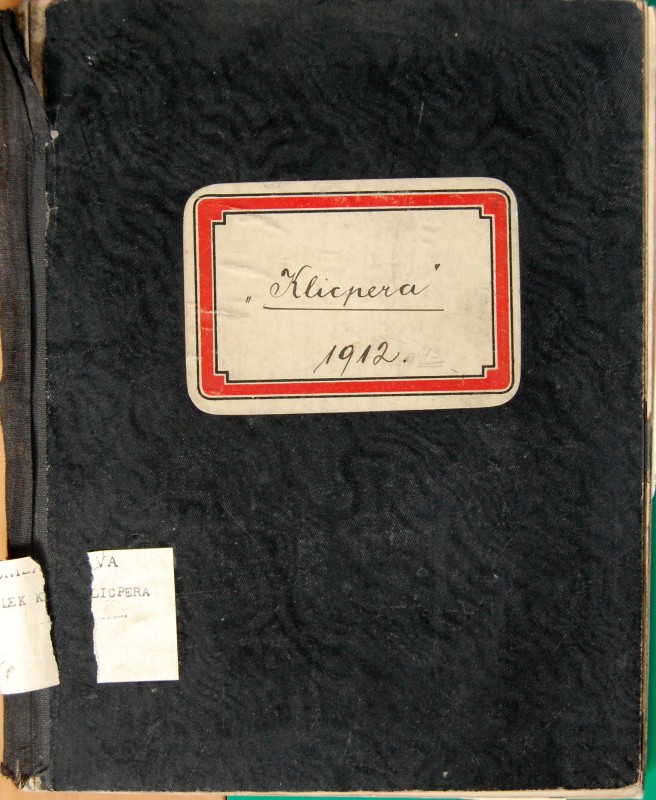 „Klicpera"
1912.
VA
LEK K LICPERA